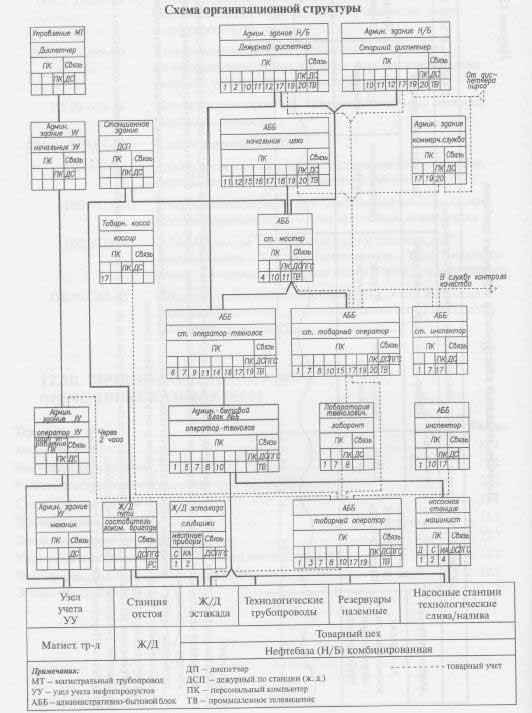 Схема организационной структуры
Управление МТ
Диспетчер
ПК Связь
ПК ДС
Админ. здание Н/Б
Дежурный диспетчер
ПК Связь
ПК ДС
1 2 10 11 12 17 19 20 ТВ
Админ. здание Н/Б
Старший диспетчер
ПК Связь
ПК ДС
10 11 12 17 19 20 ТВ
От дис-
петчера
пирса
Админ.
здание УУ
начальник УУ
ПК Связь
ПК ДС
Станционное
здание
ДСП
ПК Связь
ПК ДС
АББ
начальник цеха
ПК Связь
ПК ДС
11 12 15 16 17 18 19 20 ТВ
Админ. здание
коммерч.служба
ПК Связь
ПК ДС
17 19 20
Товарн. касса
кассир
ПК Связь
ПК ДС
17
АББ
ст. мастер
ПК Связь
ПК ДС ПГС
4 10 11 ТВ
В службу контроля
качества
АББ
ст. оператор-технолог
ПК Связь
ПК ДС ПГС
6 7 9 13 14 16 17 19 ТВ
АББ
ст. товарный оператор
ПК Связь
ПК ДС ПГС
1 7 8 10 15 17 19 20 ТВ
АББ
ст. инспектор
ПК Связь
ПК ДС
1 7 17
Админ.
здание УУ
оператор УУ
ПК Связь
ПК ДС
Через
2 часа
Админ.-бытовой
блок АББ
оператор-технолог
ПК Связь
ПК ДС ПГС
1 5 7 8 10 ТВ
Лаборатория
технологич.
лаборант
ПК Связь
ПК ДС
1 7 8
АББ
инспектор
ПК Связь
ПК ДС
1 10 17
Админ. здание
УУ
механик
ПК Связь
ДС
Ж/Д
пути
составитель
локом. бригады
ПК Связь
ДС ПГС
РС
Ж/Д эстакада
сливщики
местные
приборы Связь
С КА ДС ПГС
1 2
АББ
товарный оператор
ПК Связь
ПК ДС ПГС
1 3 7 8 10 17 19 ТВ
насосная
станция
машинист
ПК Связь
Д С КА ДС ПГС
1 2 4
Узел
учета
УУ
Станция
отстоя
Ж/Д
эстакада
Технологические
трубопроводы
Резервуары
наземные
Насосные станции
технологические
слива/налива
Магист. тр-д
Ж/Д
Товарный цех
Нефтебаза (Н/Б) комбинированная
Примечания:
МТ – магистральный трубопровод
УУ – узел учета нефтепродуктов
АББ – административно-бытовой блок
ДП – диспетчер
ДСП – дежурный по станции (ж. д.)
ПК – персональный компьютер
ТВ – промышленное телевидение
- - - - - товарный учет